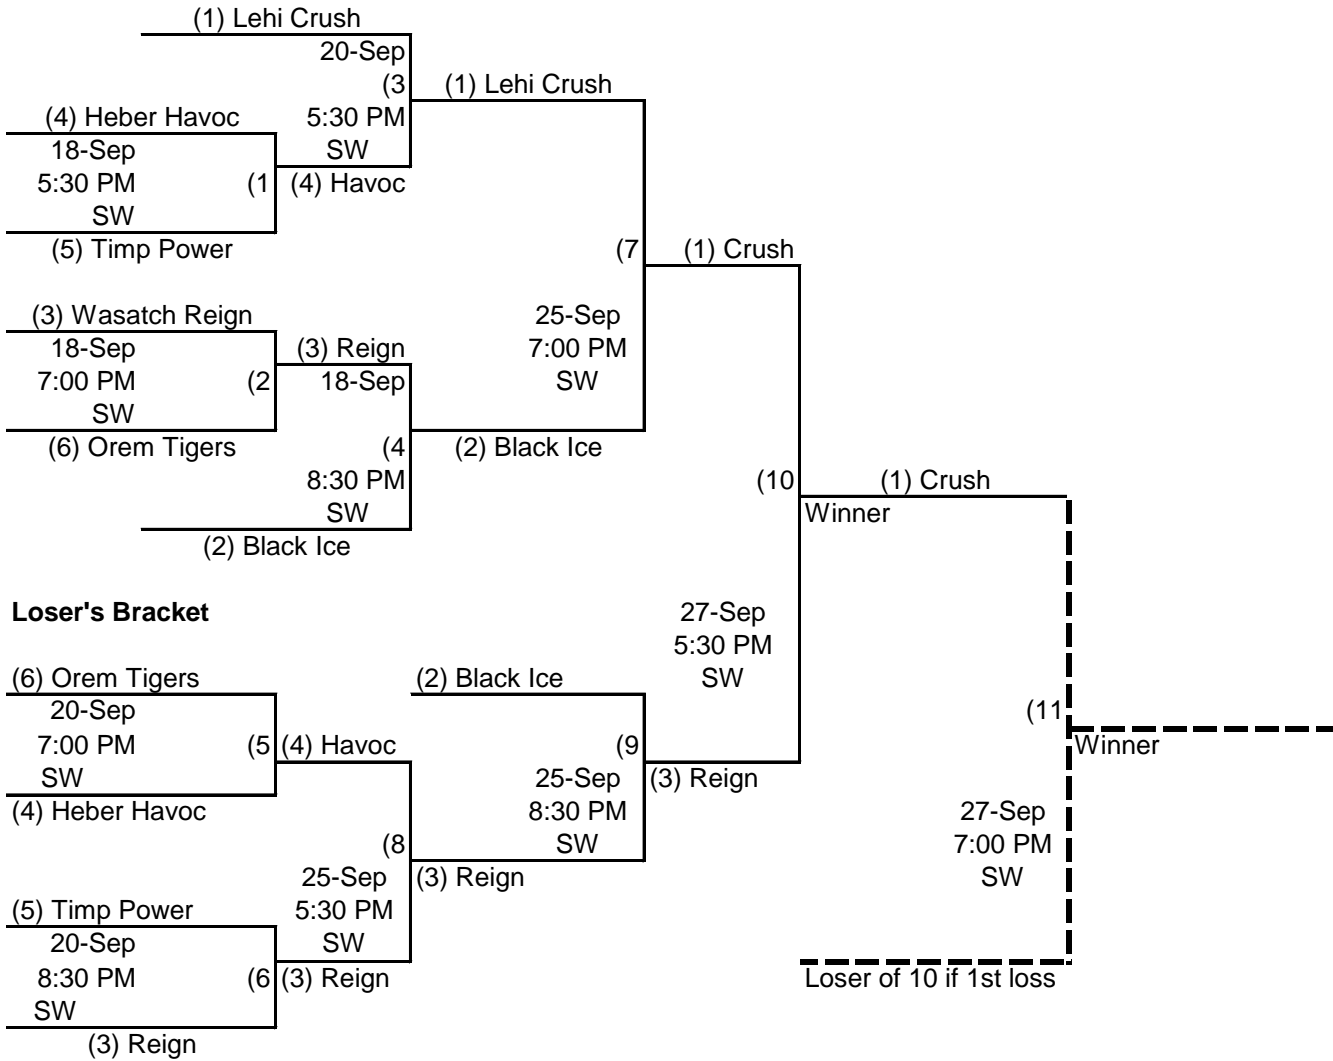 (1) Lehi Crush
20-Sep
(3
(1) Lehi Crush
(4) Heber Havoc
5:30 PM
18-Sep
SW
5:30 PM
(1
(4) Havoc
SW
(5) Timp Power
(7
(1) Crush
(3) Wasatch Reign
25-Sep
18-Sep
(3) Reign
7:00 PM
7:00 PM
(2
18-Sep
SW
SW
(6) Orem Tigers
(4
(2) Black Ice
8:30 PM
(10
(1) Crush
SW
Winner
(2) Black Ice
Loser's Bracket
27-Sep
5:30 PM
(6) Orem Tigers
(2) Black Ice
SW
20-Sep
(11
7:00 PM
(5
(4) Havoc
(9
Winner
SW
25-Sep
(3) Reign
(4) Heber Havoc
8:30 PM
27-Sep
(8
SW
7:00 PM
25-Sep
(3) Reign
SW
(5) Timp Power
5:30 PM
20-Sep
SW
8:30 PM
(6
(3) Reign
Loser of 10 if 1st loss
SW
(3) Reign